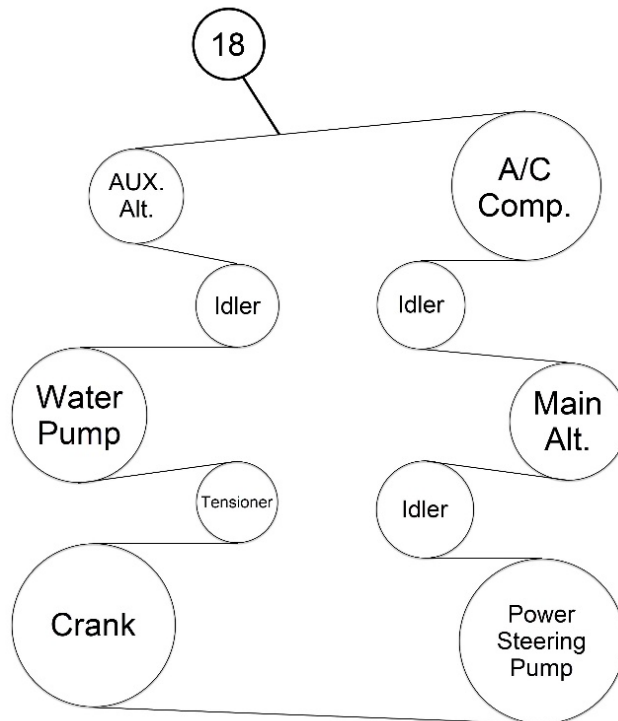 18
AUX.
Alt.
A/C
Comp.
Idler
Idler
Water
Pump
Main
Alt.
Tensioner
Idler
Crank
Power
Steering
Pump